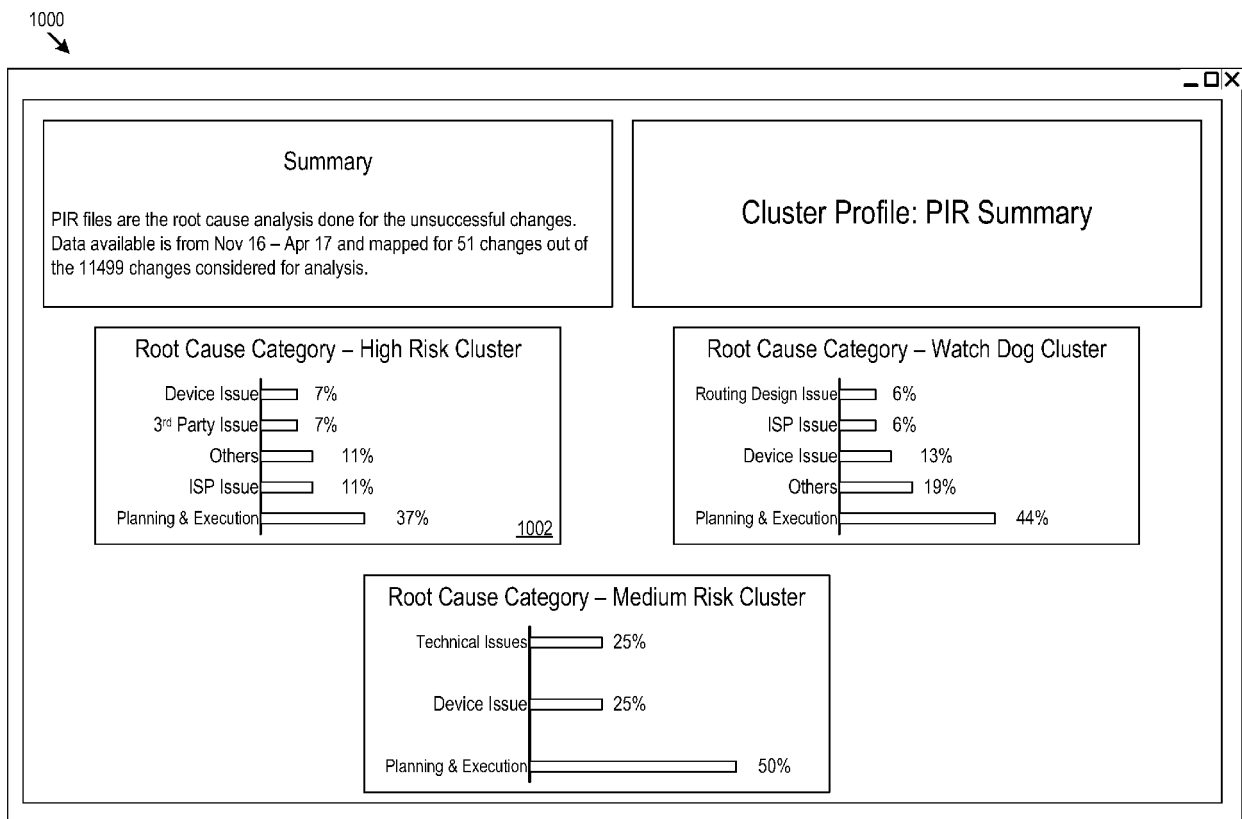 1000
Summary
PIR files are the root cause analysis done for the unsuccessful changes.
Data available is from Nov 16 – Apr 17 and mapped for 51 changes out of
the 11499 changes considered for analysis.
Cluster Profile: PIR Summary
Root Cause Category – High Risk Cluster
Device Issue 7%
3rd Party Issue 7%
Others 11%
ISP Issue 11%
Planning & Execution 37%
1002
Root Cause Category – Watch Dog Cluster
Routing Design Issue 6%
ISP Issue 6%
Device Issue 13%
Others 19%
Planning & Execution 44%
Root Cause Category – Medium Risk Cluster
Technical Issues 25%
Device Issue 25%
Planning & Execution 50%